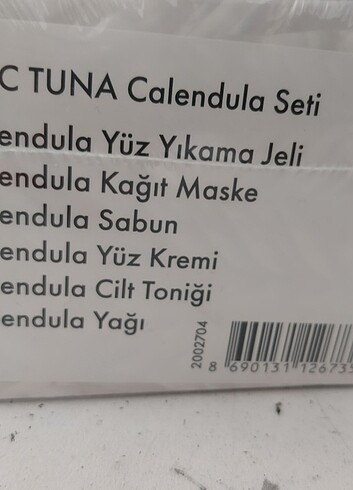 C TUNA Calendula Seti
endula Yüz Yıkama Jeli
endula Kağıt Maske
endula Sabun
endula Yüz Kremi
endula Cilt Toniği
endula Yağı
2002704
8 690131 126735